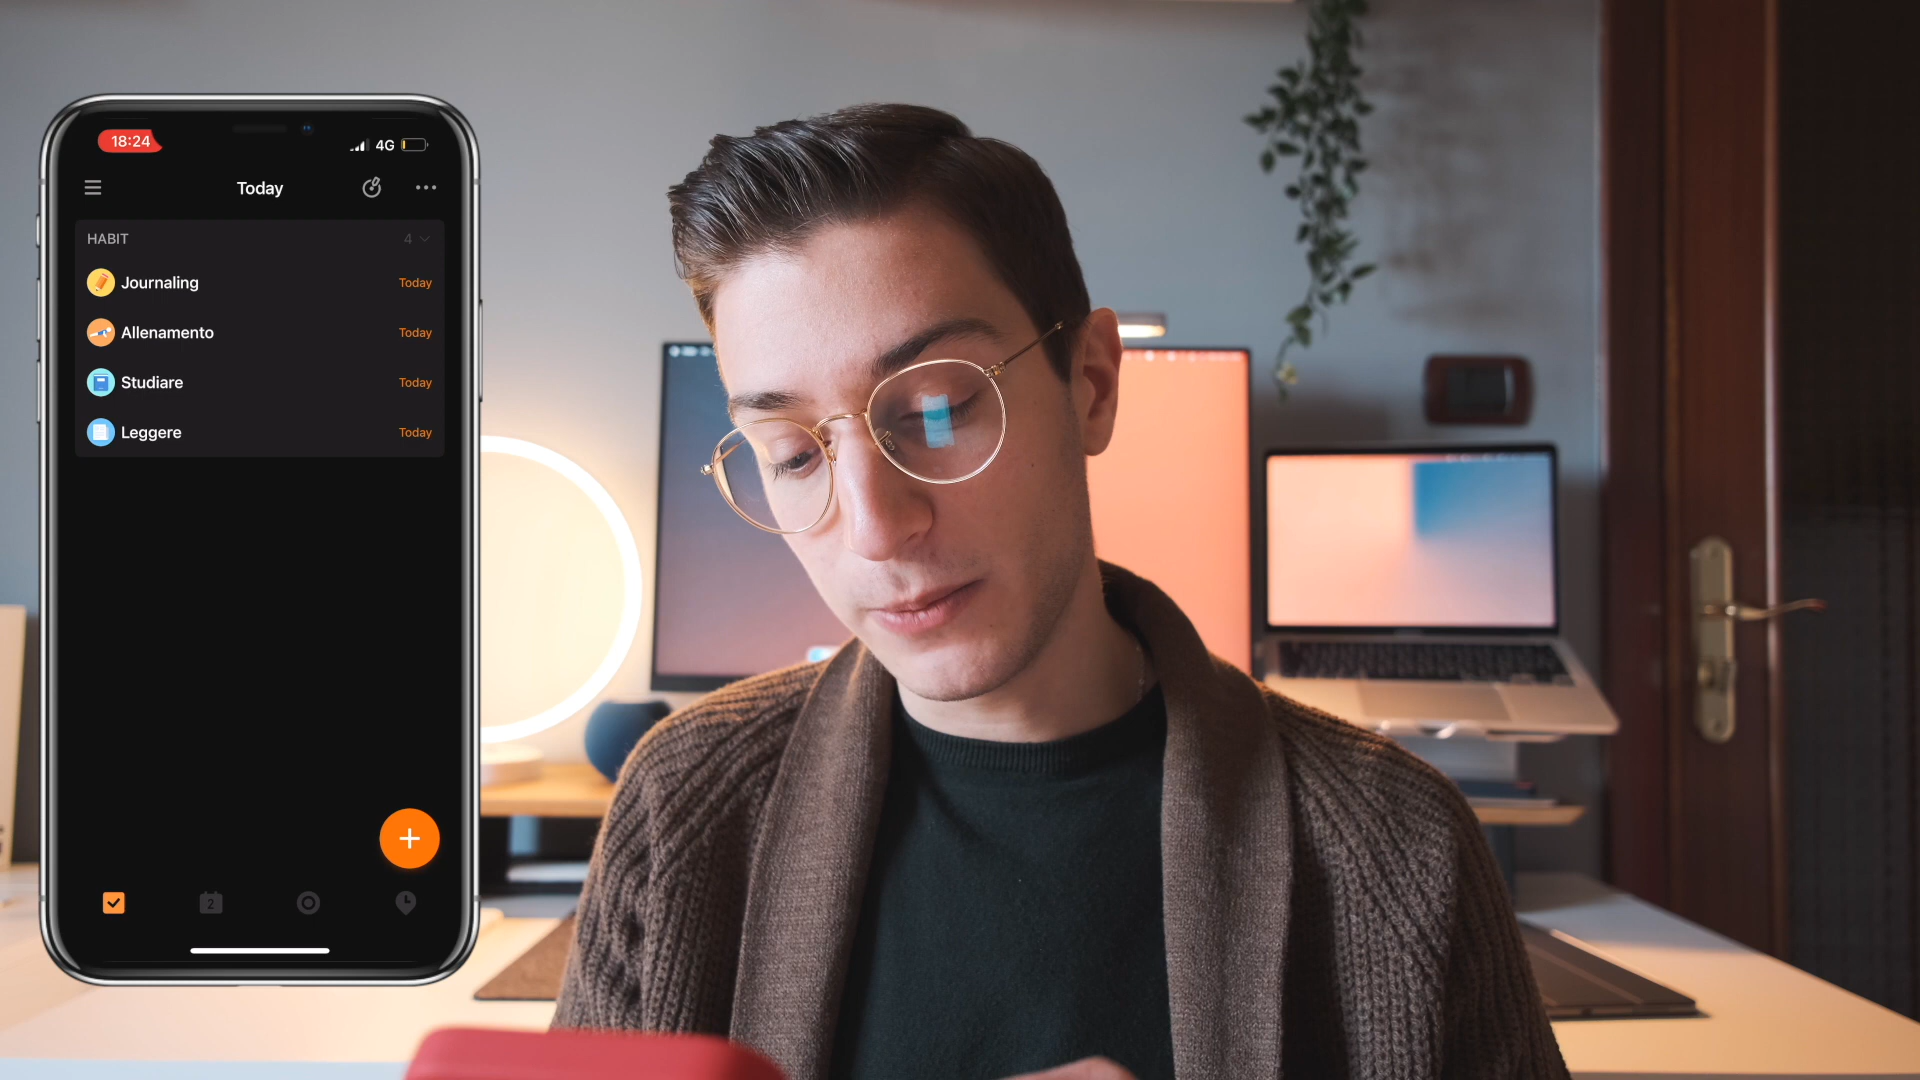 18:24
4G
Today
HABIT 4
Journaling Today
Allenamento Today
Studiare Today
Leggere Today
2